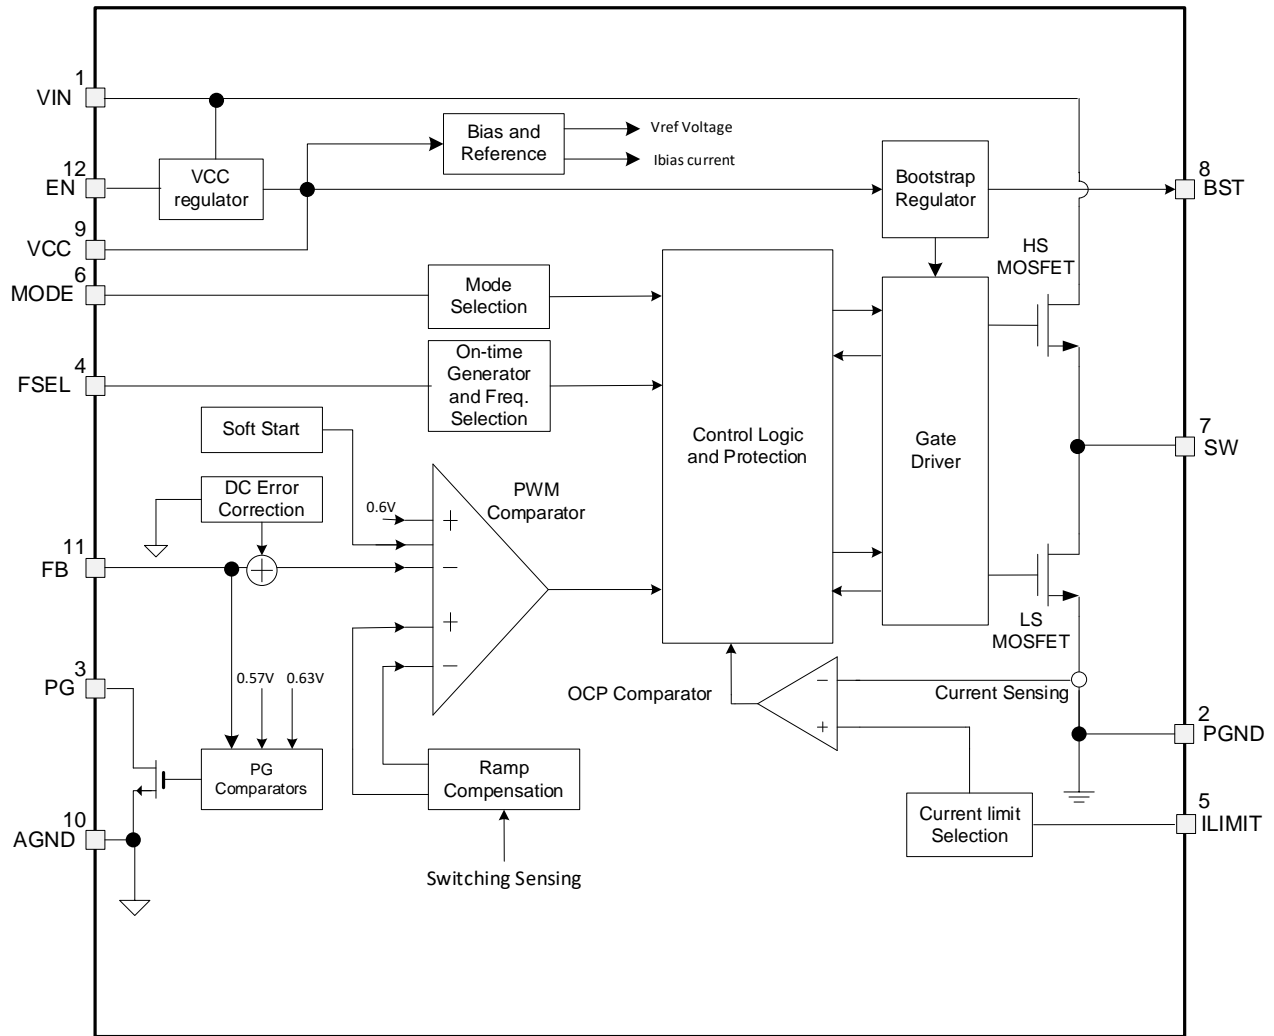 1
VIN
Bias and
Reference
Vref Voltage
Ibias current
12
EN
VCC
regulator
Bootstrap
Regulator
8
BST
9
VCC
HS
MOSFET
6
MODE
Mode
Selection
4
FSEL
On-time
Generator
and Freq.
Selection
Soft Start
Control Logic
and Protection
Gate
Driver
7
SW
DC Error
Correction
0.6V
PWM
Comparator
+
−
+
−
11
FB
+
LS
MOSFET
3
PG
0.57V
0.63V
OCP Comparator
−
+
Current Sensing
2
PGND
PG
Comparators
Ramp
Compensation
Current limit
Selection
5
ILIMIT
10
AGND
Switching Sensing